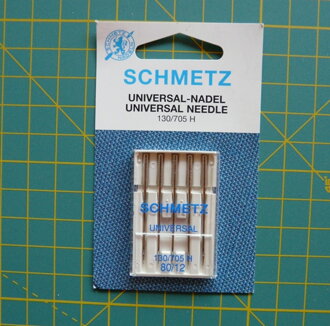 SCHMETZ
UNIVERSAL-NADEL
UNIVERSAL NEEDLE
130/705 H
SCHMETZ
UNIVERSAL
130/705 H
80/12